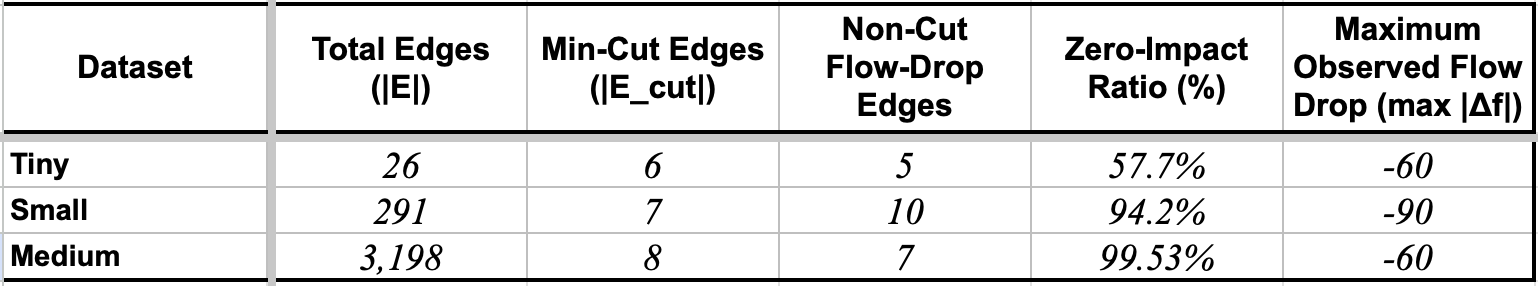 Dataset Total Edges (|E|) Min-Cut Edges (|E_cut|) Non-Cut Flow-Drop Edges Zero-Impact Ratio (%) Maximum Observed Flow Drop (max |Δf|)
Tiny 26 6 5 57.7% -60
Small 291 7 10 94.2% -90
Medium 3,198 8 7 99.53% -60